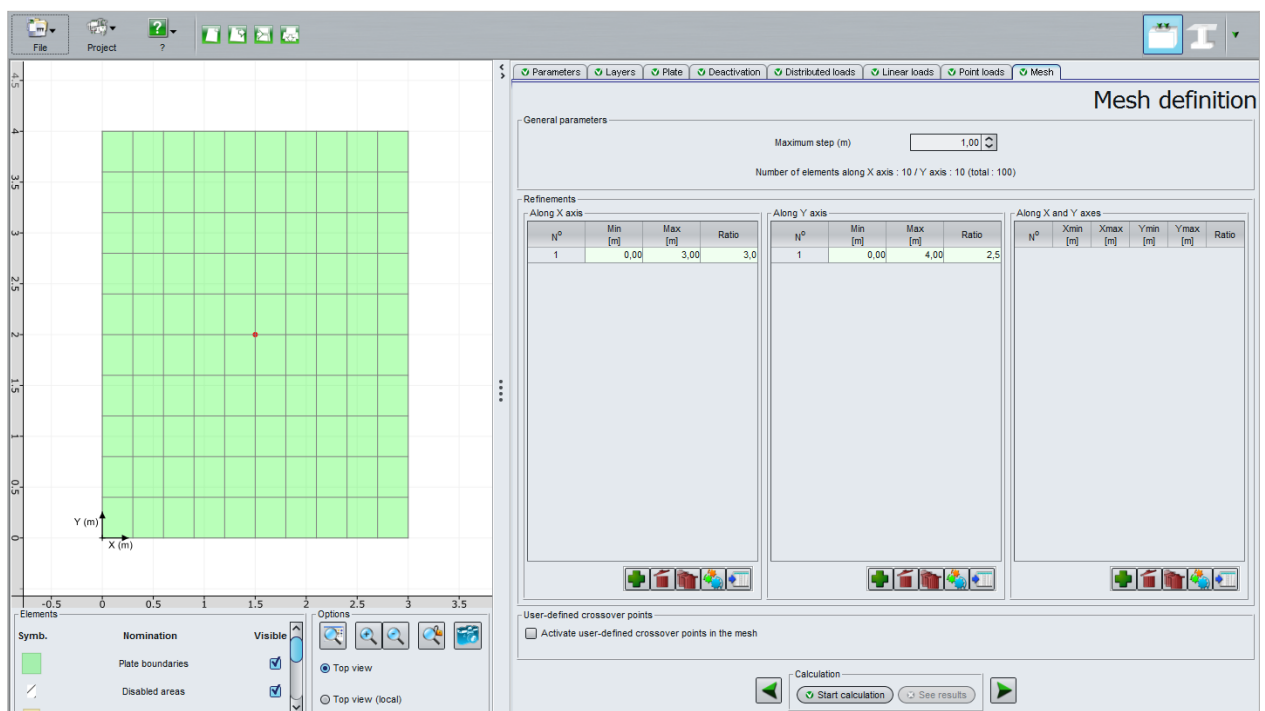 File
Project
?
Parameters
Layers
Plate
Deactivation
Distributed loads
Linear loads
Point loads
Mesh
Mesh definition
General parameters
Maximum step (m)
1,00
Number of elements along X axis : 10 / Y axis : 10 (total : 100)
Refinements
Along X axis
N° Min [m] Max [m] Ratio
1 0,00 3,00 3,0
Along Y axis
N° Min [m] Max [m] Ratio
1 0,00 4,00 2,5
Along X and Y axes
N° Xmin [m] Xmax [m] Ymin [m] Ymax [m] Ratio
User-defined crossover points
Activate user-defined crossover points in the mesh
Calculation
Start calculation
See results
4.5
4
3.5
3
2.5
2
1.5
1
0.5
0
Y (m)
X (m)
-0.5 0 0.5 1 1.5 2 2.5 3 3.5
Elements
Symb. Nomination Visible
Plate boundaries
Disabled areas
Options
Top view
Top view (local)